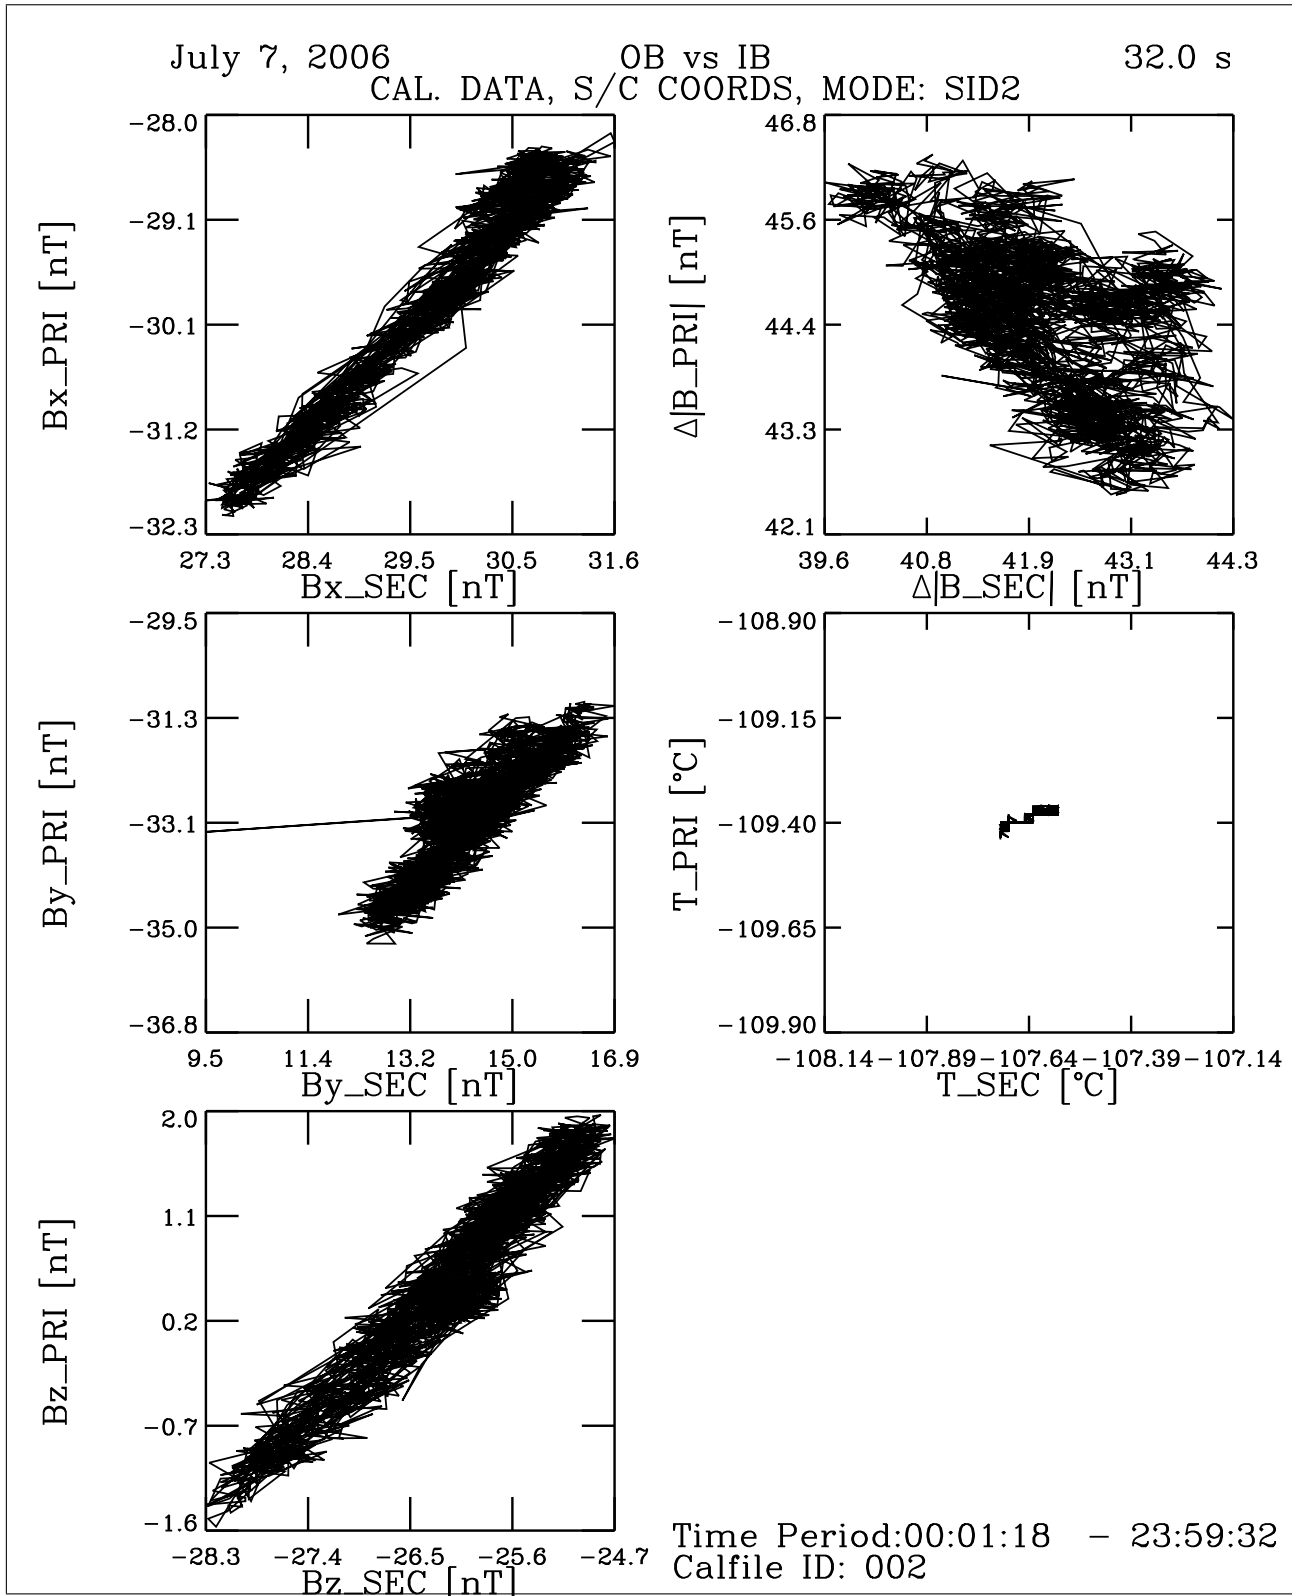 July 7, 2006 OB vs IB 32.0 s
CAL. DATA, S/C COORDS, MODE: SID2
Bx_PRI [nT]
-28.0
-29.1
-30.1
-31.2
-32.3
27.3 28.4 29.5 30.5 31.6
Bx_SEC [nT]
Δ|B_PRI| [nT]
46.8
45.6
44.4
43.3
42.1
39.6 40.8 41.9 43.1 44.3
Δ|B_SEC| [nT]
By_PRI [nT]
-29.5
-31.3
-33.1
-35.0
-36.8
9.5 11.4 13.2 15.0 16.9
By_SEC [nT]
T_PRI [°C]
-108.90
-109.15
-109.40
-109.65
-109.90
-108.14 -107.89 -107.64 -107.39 -107.14
T_SEC [°C]
Bz_PRI [nT]
2.0
1.1
0.2
-0.7
-1.6
-28.3 -27.4 -26.5 -25.6 -24.7
Bz_SEC [nT]
Time Period:00:01:18 - 23:59:32
Calfile ID: 002